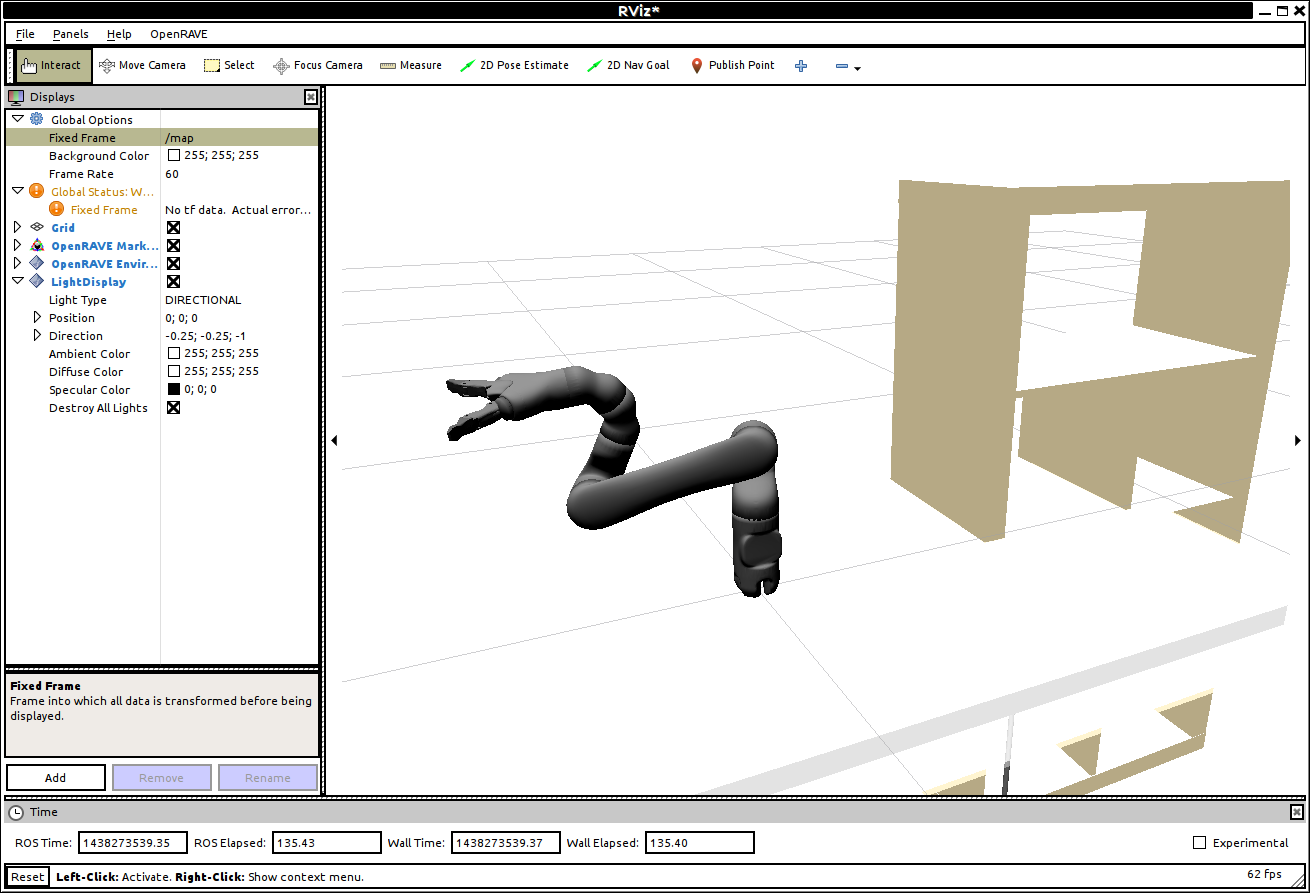 RViz*
File Panels Help OpenRAVE
Interact Move Camera Select Focus Camera Measure 2D Pose Estimate 2D Nav Goal Publish Point
Displays
Global Options
Fixed Frame /map
Background Color 255; 255; 255
Frame Rate 60
Global Status: W...
Fixed Frame No tf data. Actual error...
Grid
OpenRAVE Mark...
OpenRAVE Envir...
LightDisplay
Light Type DIRECTIONAL
Position 0; 0; 0
Direction -0.25; -0.25; -1
Ambient Color 255; 255; 255
Diffuse Color 255; 255; 255
Specular Color 0; 0; 0
Destroy All Lights
Fixed Frame
Frame into which all data is transformed before being
displayed.
Add Remove Rename
Time
ROS Time: 1438273539.35 ROS Elapsed: 135.43 Wall Time: 1438273539.37 Wall Elapsed: 135.40 Experimental
Reset Left-Click: Activate. Right-Click: Show context menu. 62 fps